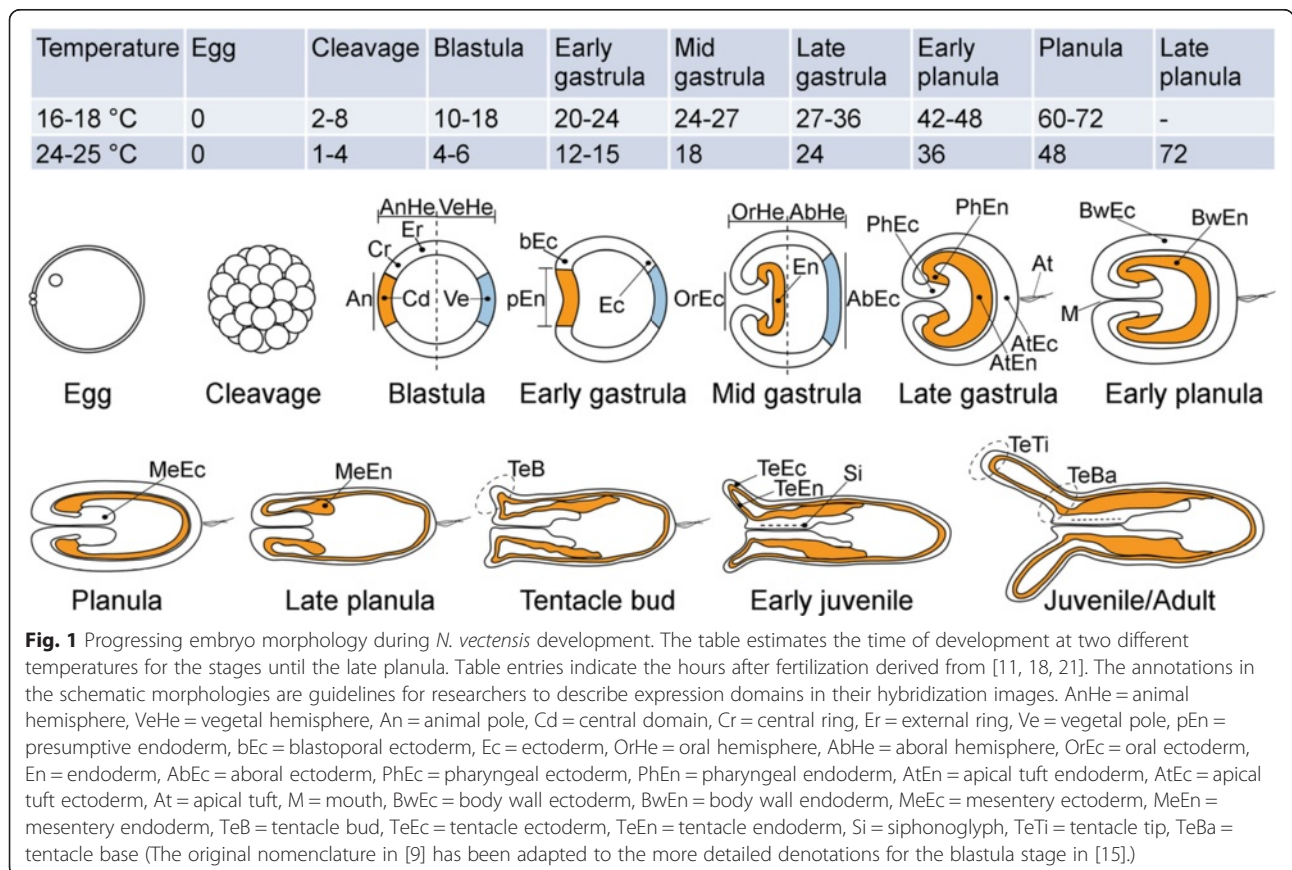 Temperature Egg Cleavage Blastula Early gastrula Mid gastrula Late gastrula Early planula Planula Late planula
16-18 °C 0 2-8 10-18 20-24 24-27 27-36 42-48 60-72 -
24-25 °C 0 1-4 4-6 12-15 18 24 36 48 72
AnHe VeHe
Er
Cr
An
Cd
Ve
bEc
pEn
Ec
OrHe AbHe
En
OrEc
AbEc
PhEc
PhEn
At
AtEc
AtEn
BwEc
BwEn
M
Egg
Cleavage
Blastula
Early gastrula
Mid gastrula
Late gastrula
Early planula
MeEc
MeEn
TeB
TeEc
TeEn
Si
TeTi
TeBa
Planula
Late planula
Tentacle bud
Early juvenile
Juvenile/Adult
Fig. 1 Progressing embryo morphology during N. vectensis development. The table estimates the time of development at two different
temperatures for the stages until the late planula. Table entries indicate the hours after fertilization derived from [11, 18, 21]. The annotations in
the schematic morphologies are guidelines for researchers to describe expression domains in their hybridization images. AnHe = animal
hemisphere, VeHe = vegetal hemisphere, An = animal pole, Cd = central domain, Cr = central ring, Er = external ring, Ve = vegetal pole, pEn =
presumptive endoderm, bEc = blastoporal ectoderm, Ec = ectoderm, OrHe = oral hemisphere, AbHe = aboral hemisphere, OrEc = oral ectoderm,
En = endoderm, AbEc = aboral ectoderm, PhEc = pharyngeal ectoderm, PhEn = pharyngeal endoderm, AtEn = apical tuft endoderm, AtEc = apical
tuft ectoderm, At = apical tuft, M = mouth, BwEc = body wall ectoderm, BwEn = body wall endoderm, MeEc = mesentery ectoderm, MeEn =
mesentery endoderm, TeB = tentacle bud, TeEc = tentacle ectoderm, TeEn = tentacle endoderm, Si = siphonoglyph, TeTi = tentacle tip, TeBa =
tentacle base (The original nomenclature in [9] has been adapted to the more detailed denotations for the blastula stage in [15].)